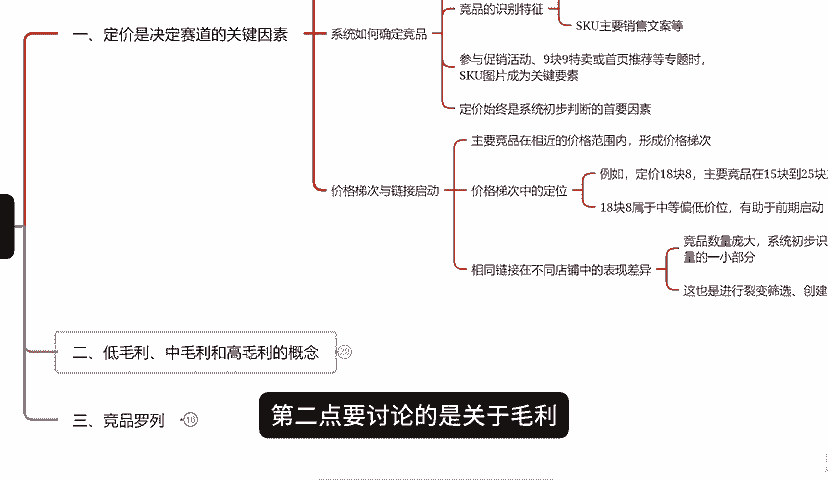 一、定价是决定赛道的关键因素
系统如何确定竞品
竞品的识别特征
SKU主要销售文案等
参与促销活动、9块9特卖或首页推荐等专题时，
SKU图片成为关键要素
定价始终是系统初步判断的首要因素
价格梯次与链接启动
主要竞品在相近的价格范围内，形成价格梯次
价格梯次中的定位
例如，定价18块8，主要竞品在15块到25块
18块8属于中等偏低价位，有助于前期启动
相同链接在不同店铺中的表现差异
竞品数量庞大，系统初步识
量的一小部分
这也是进行裂变筛选、创建
二、低毛利、中毛利和高毛利的概念
三、竞品罗列
16
第二点要讨论的是关于毛利